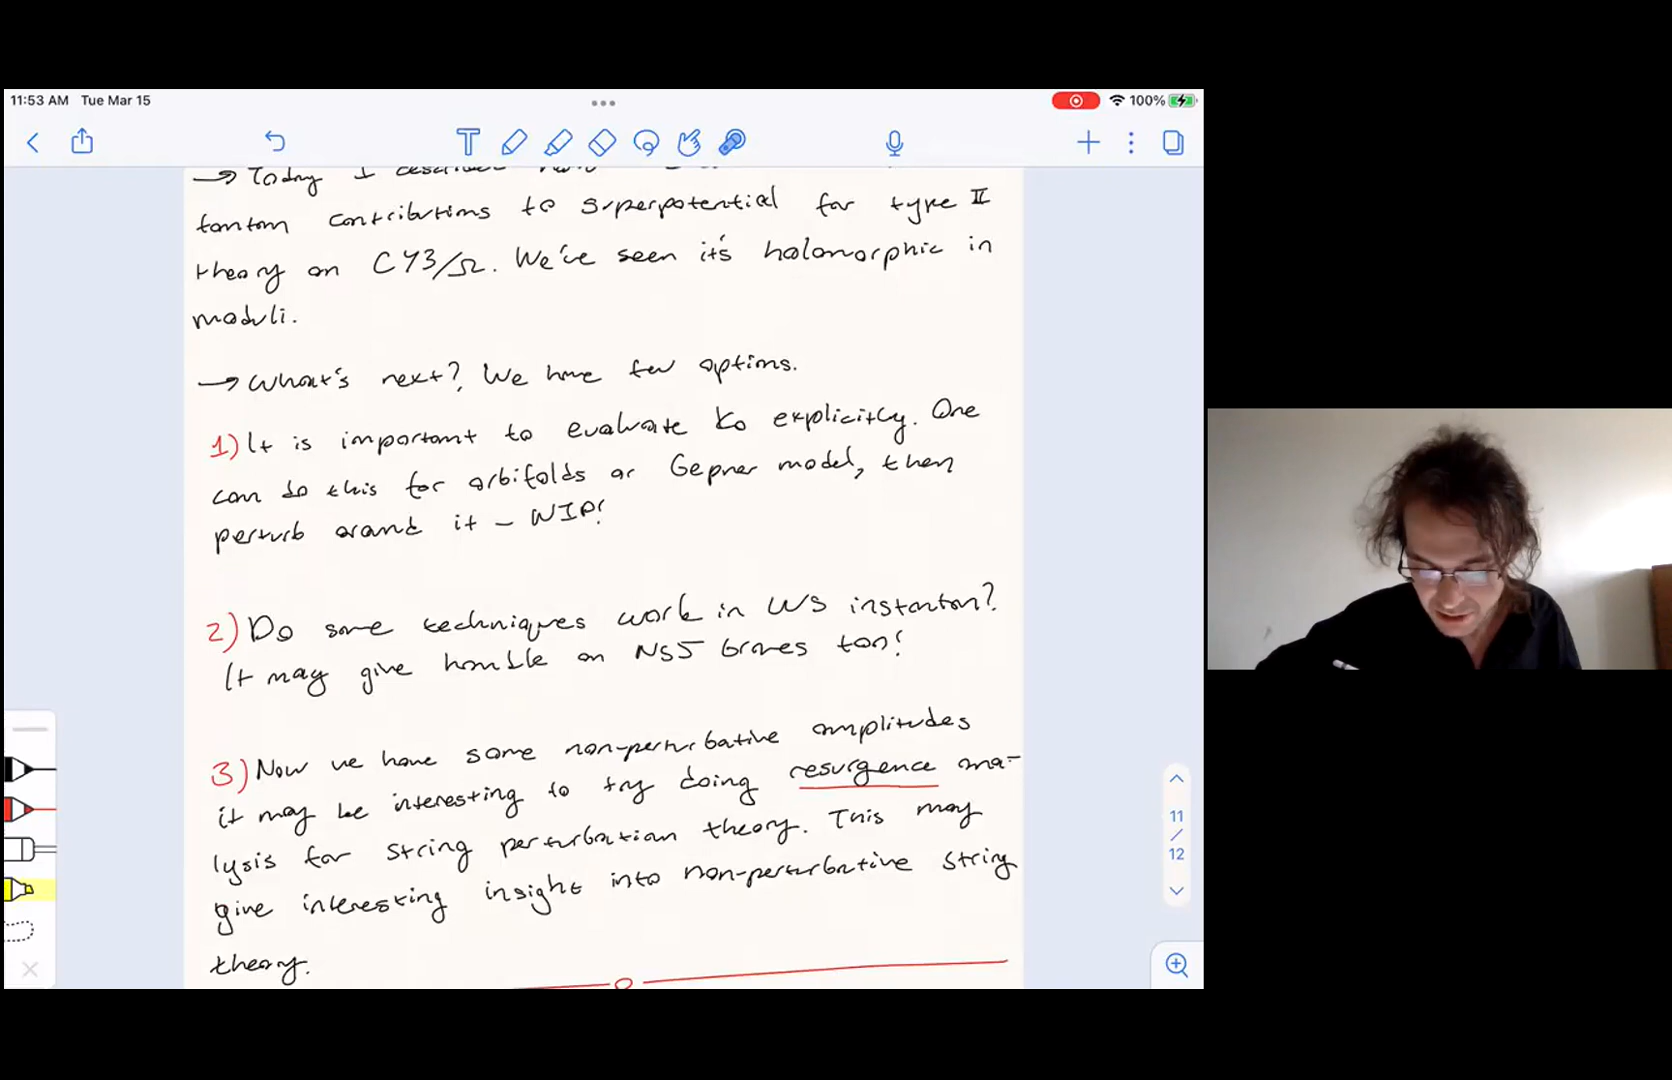 11:53 AM Tue Mar 15
100%
→ Today I described
tanton contributions to superpotential for type II
theory on CY3/Ω. We've seen it's holomorphic in
moduli.
→ What's next? We have few options.
1) It is important to evaluate Ko explicitly. One
can do this for orbifolds or Gepner model, then
perturb around it – WIP!
2) Do same techniques work in WS instanton?
It may give handle on NS5 branes too!
3) Now we have some non-perturbative amplitudes
it may be interesting to try doing resurgence ana-
lysis for string perturbation theory. This may
give interesting insight into non-perturbative string
theory.
11
/
12